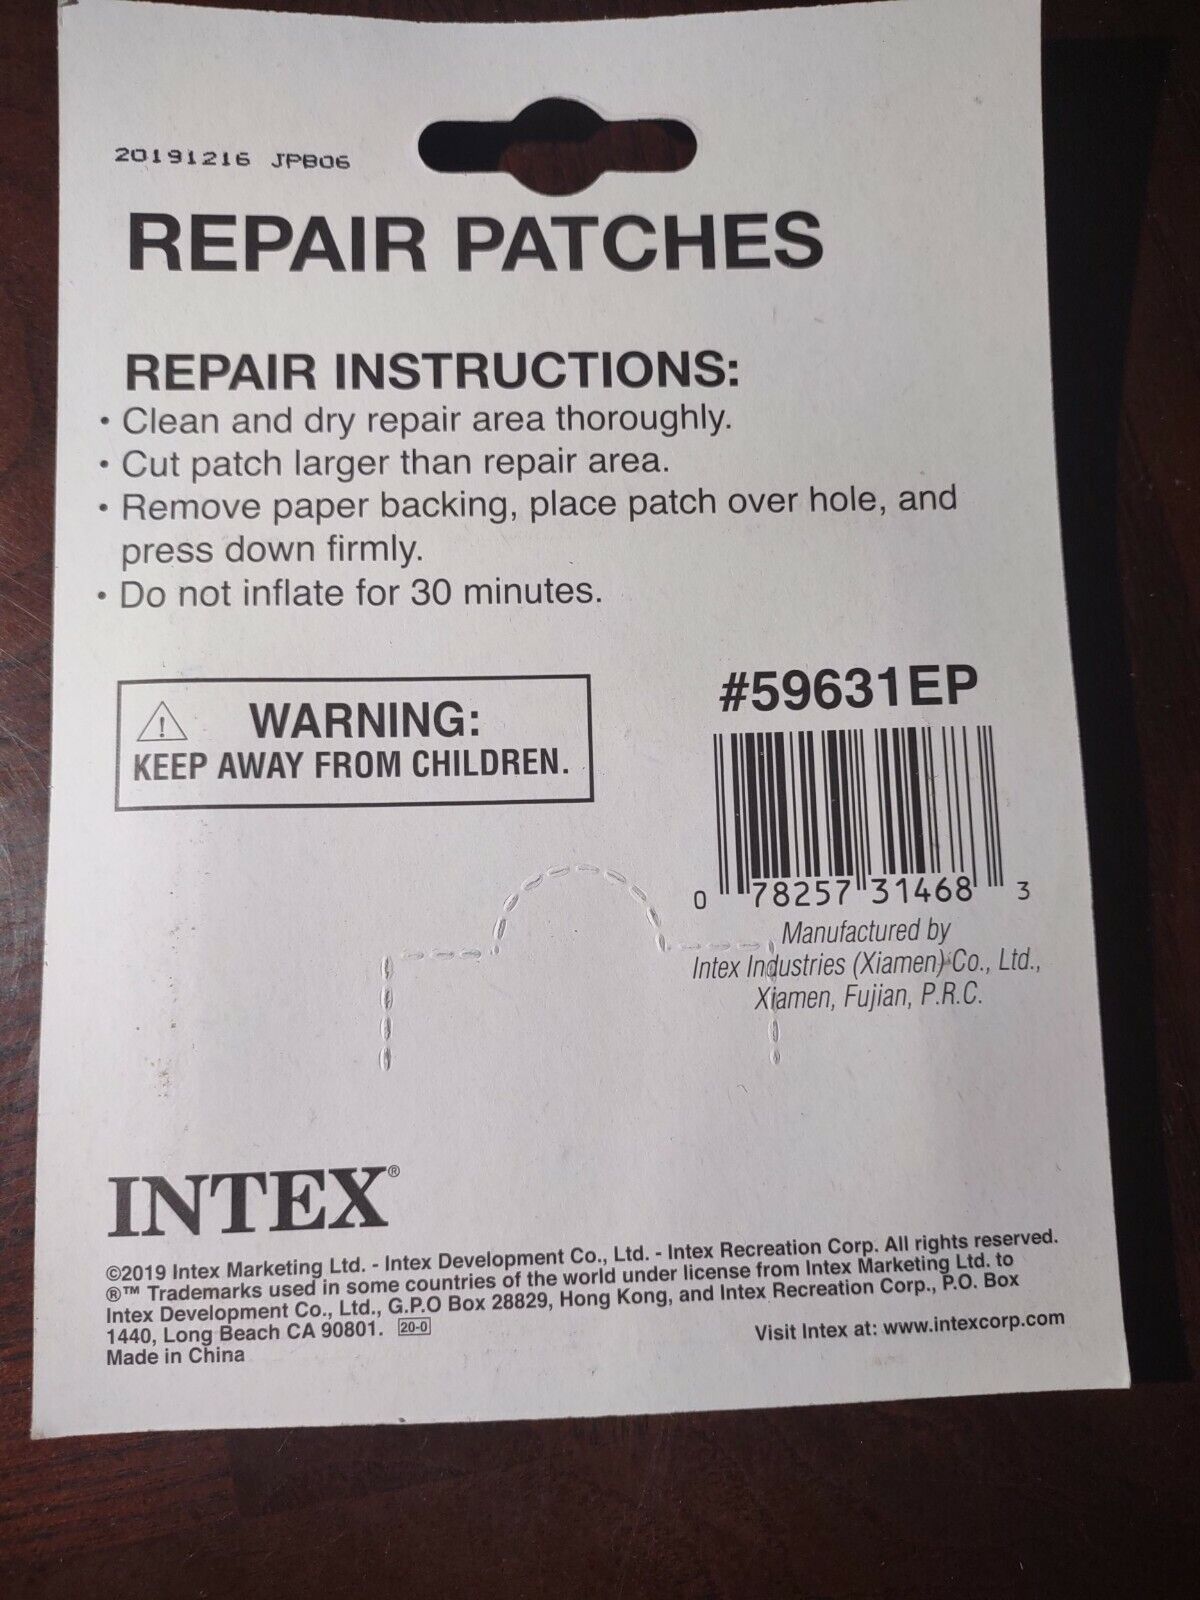 20191216 JPB06
REPAIR PATCHES
REPAIR INSTRUCTIONS:
• Clean and dry repair area thoroughly.
• Cut patch larger than repair area.
• Remove paper backing, place patch over hole, and
press down firmly.
• Do not inflate for 30 minutes.
WARNING:
KEEP AWAY FROM CHILDREN.
#59631EP
0 78257 31468 3
Manufactured by
Intex Industries (Xiamen) Co., Ltd.,
Xiamen, Fujian, P.R.C.
INTEX®
©2019 Intex Marketing Ltd. - Intex Development Co., Ltd. - Intex Recreation Corp. All rights reserved.
®™ Trademarks used in some countries of the world under license from Intex Marketing Ltd. to
Intex Development Co., Ltd., G.P.O Box 28829, Hong Kong, and Intex Recreation Corp., P.O. Box
1440, Long Beach CA 90801. 20-0
Made in China
Visit Intex at: www.intexcorp.com